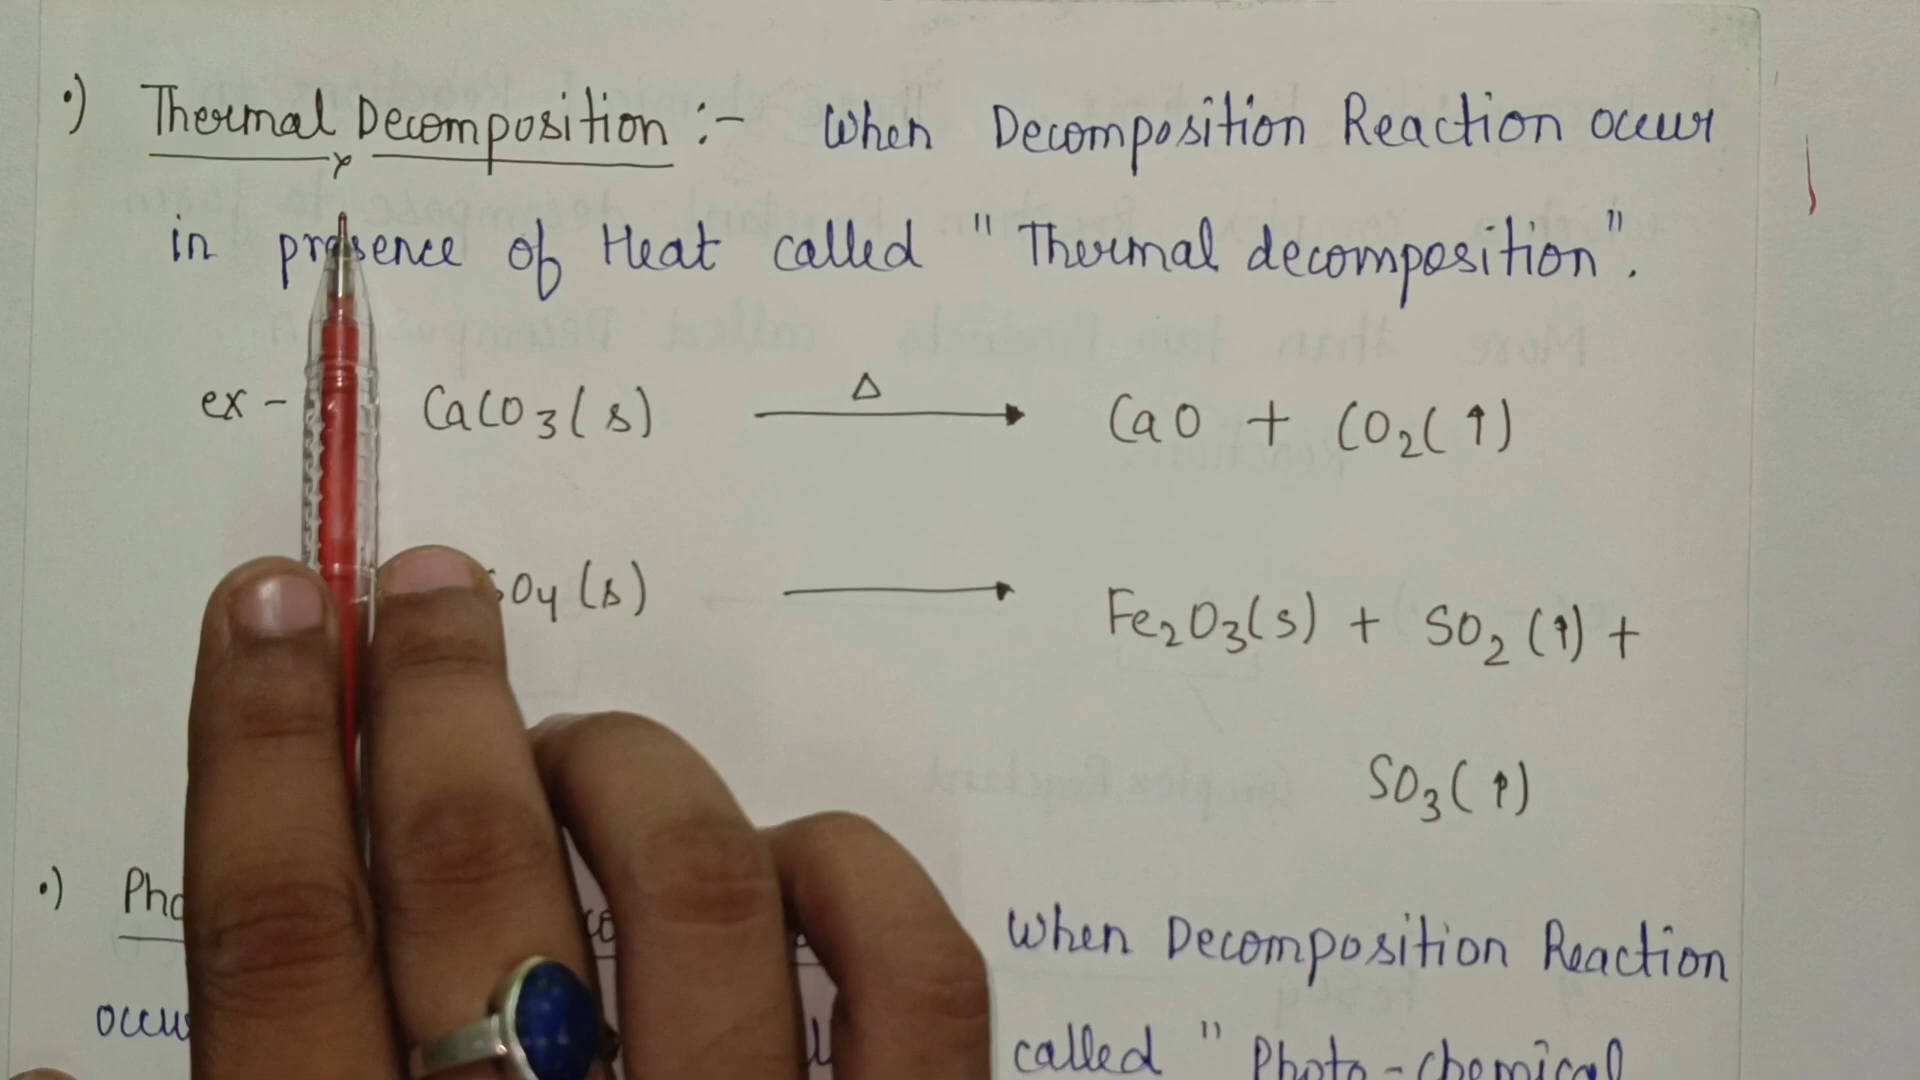 •) Thermal Decomposition :- When Decomposition Reaction occur
in presence of Heat called "Thermal decomposition".
ex - CaCO3(s) Δ → CaO + CO2(↑)
SO4(s) → Fe2O3(s) + SO2(↑) +
SO3(↑)
•) When Decomposition Reaction
called " Photo-chemical